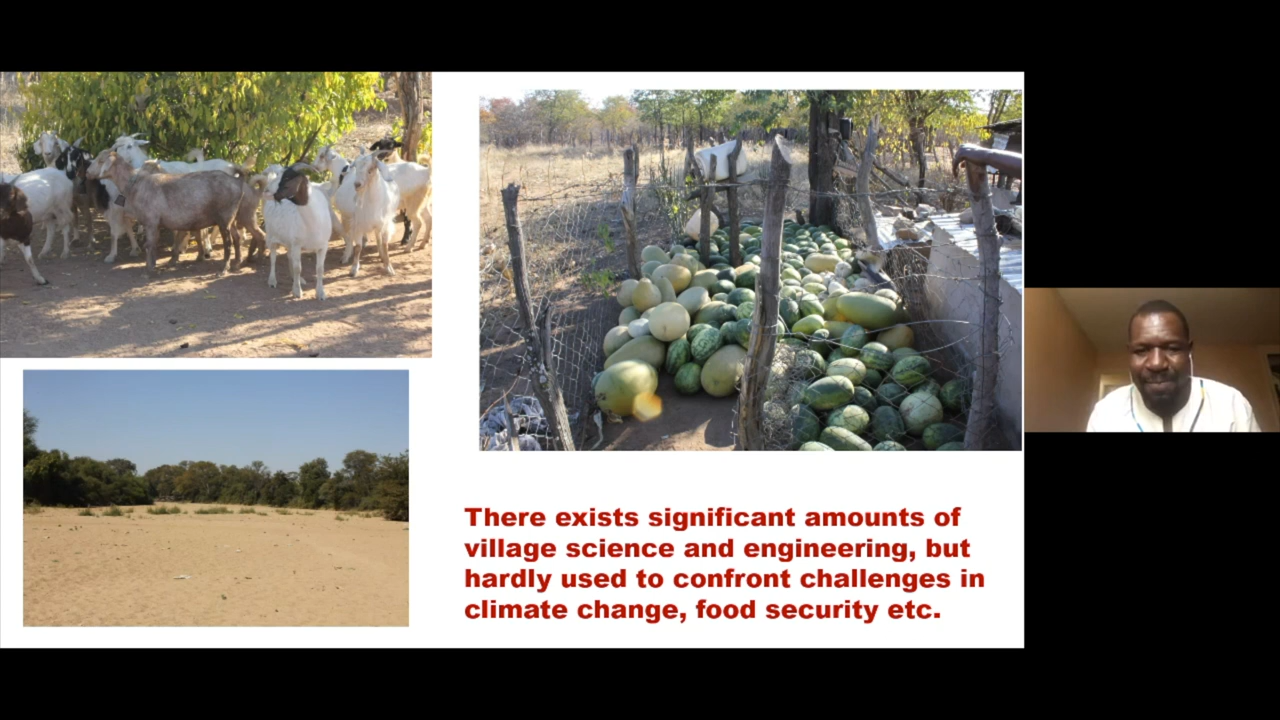 There exists significant amounts of
village science and engineering, but
hardly used to confront challenges in
climate change, food security etc.